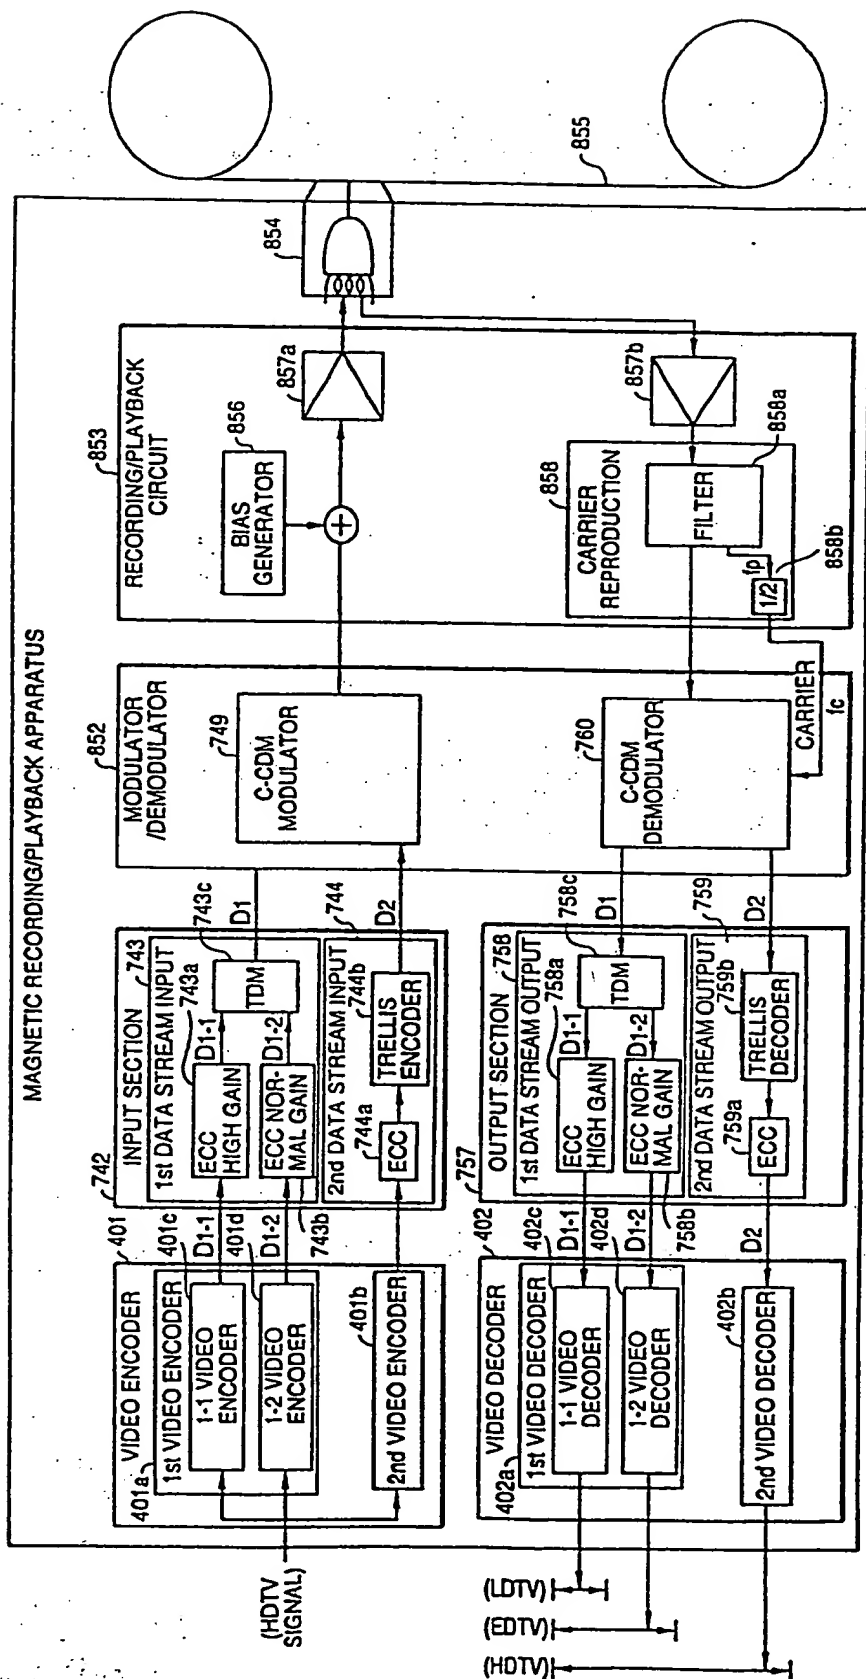 MAGNETIC RECORDING/PLAYBACK APPARATUS
401
VIDEO ENCODER
401a
1st VIDEO ENCODER
401c
1-1 VIDEO
ENCODER
401d
1-2 VIDEO
ENCODER
401b
2nd VIDEO ENCODER
(HDTV
SIGNAL)
D1-1
D1-2
742
INPUT SECTION
743
1st DATA STREAM INPUT
743a
ECC
HIGH GAIN
743b
ECC NOR-
MAL GAIN
D1-1
D1-2
743c
TDM
744
2nd DATA STREAM INPUT
744a
ECC
744b
TRELLIS
ENCODER
D1
D2
852
MODULATOR
/DEMODULATOR
749
C-CDM
MODULATOR
760
C-CDM
DEMODULATOR
CARRIER
fc
853
RECORDING/PLAYBACK
CIRCUIT
856
BIAS
GENERATOR
+
857a
857b
858
CARRIER
REPRODUCTION
858a
FILTER
fp
1/2
858b
854
855
757
OUTPUT SECTION
758
1st DATA STREAM OUTPUT
758a
ECC
HIGH GAIN
758b
ECC NOR-
MAL GAIN
D1-1
D1-2
758c
TDM
D1
759
2nd DATA STREAM OUTPUT
759a
ECC
759b
TRELLIS
DECODER
D2
402
VIDEO DECODER
402a
1st VIDEO DECODER
402c
1-1 VIDEO
DECODER
402d
1-2 VIDEO
DECODER
402b
2nd VIDEO DECODER
D1-1
D1-2
D2
(LDTV)
(EDTV)
(HDTV)